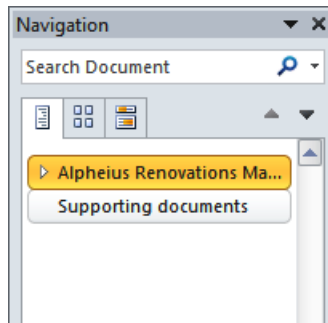 Navigation
Search Document
Alpheius Renovations Ma...
Supporting documents